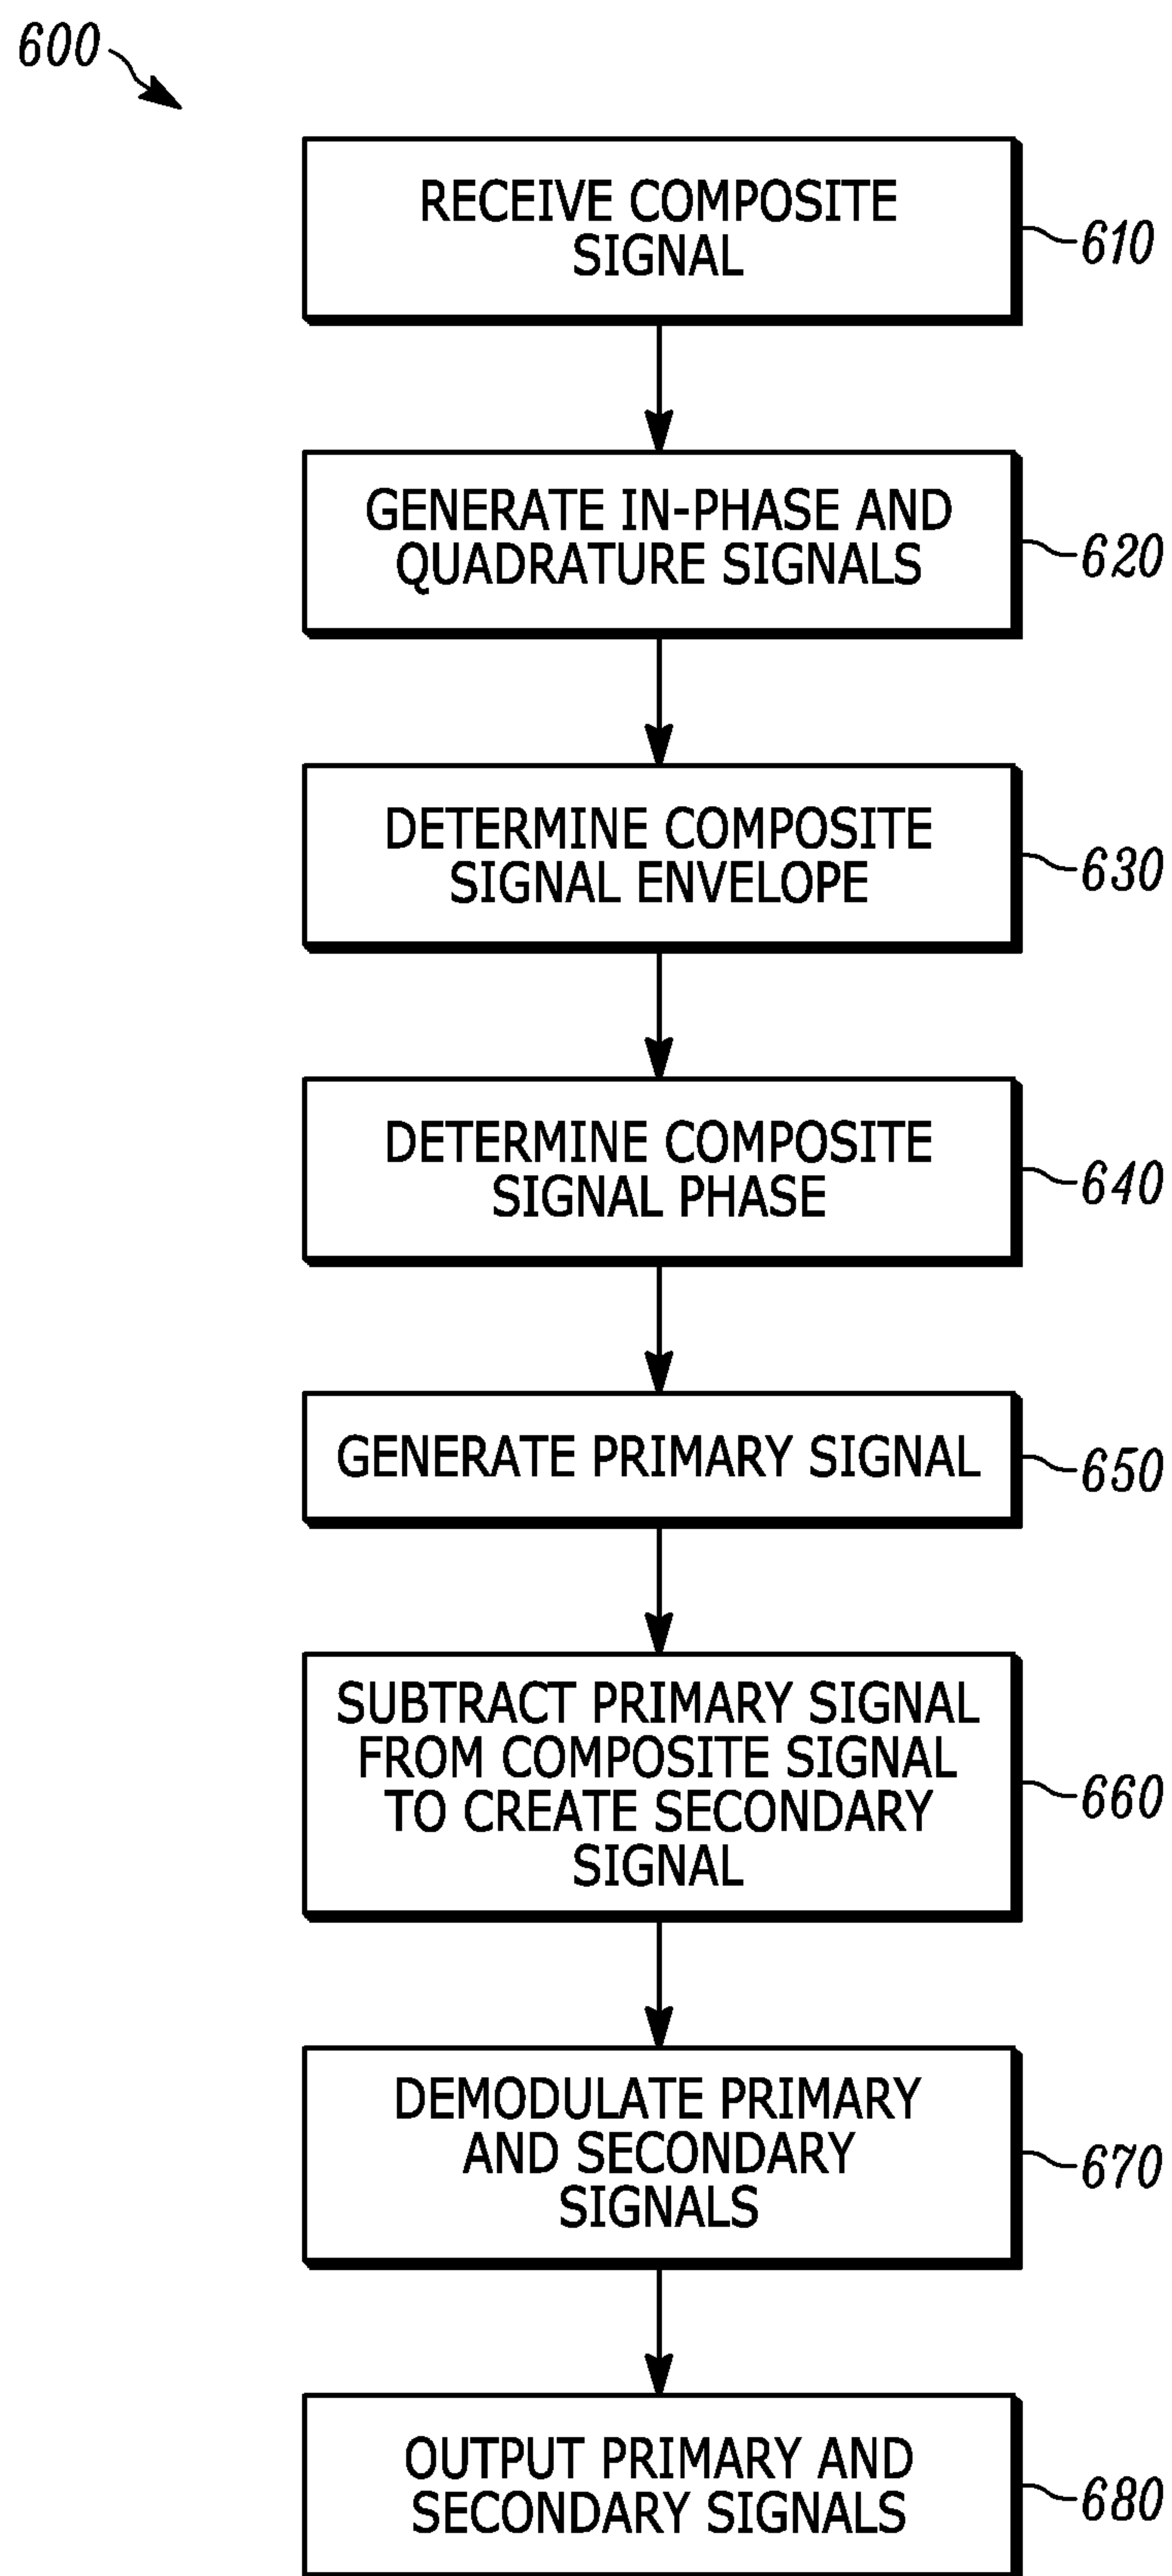 600
RECEIVE COMPOSITE
SIGNAL
610
GENERATE IN-PHASE AND
QUADRATURE SIGNALS
620
DETERMINE COMPOSITE
SIGNAL ENVELOPE
630
DETERMINE COMPOSITE
SIGNAL PHASE
640
GENERATE PRIMARY SIGNAL
650
SUBTRACT PRIMARY SIGNAL
FROM COMPOSITE SIGNAL
TO CREATE SECONDARY
SIGNAL
660
DEMODULATE PRIMARY
AND SECONDARY
SIGNALS
670
OUTPUT PRIMARY AND
SECONDARY SIGNALS
680